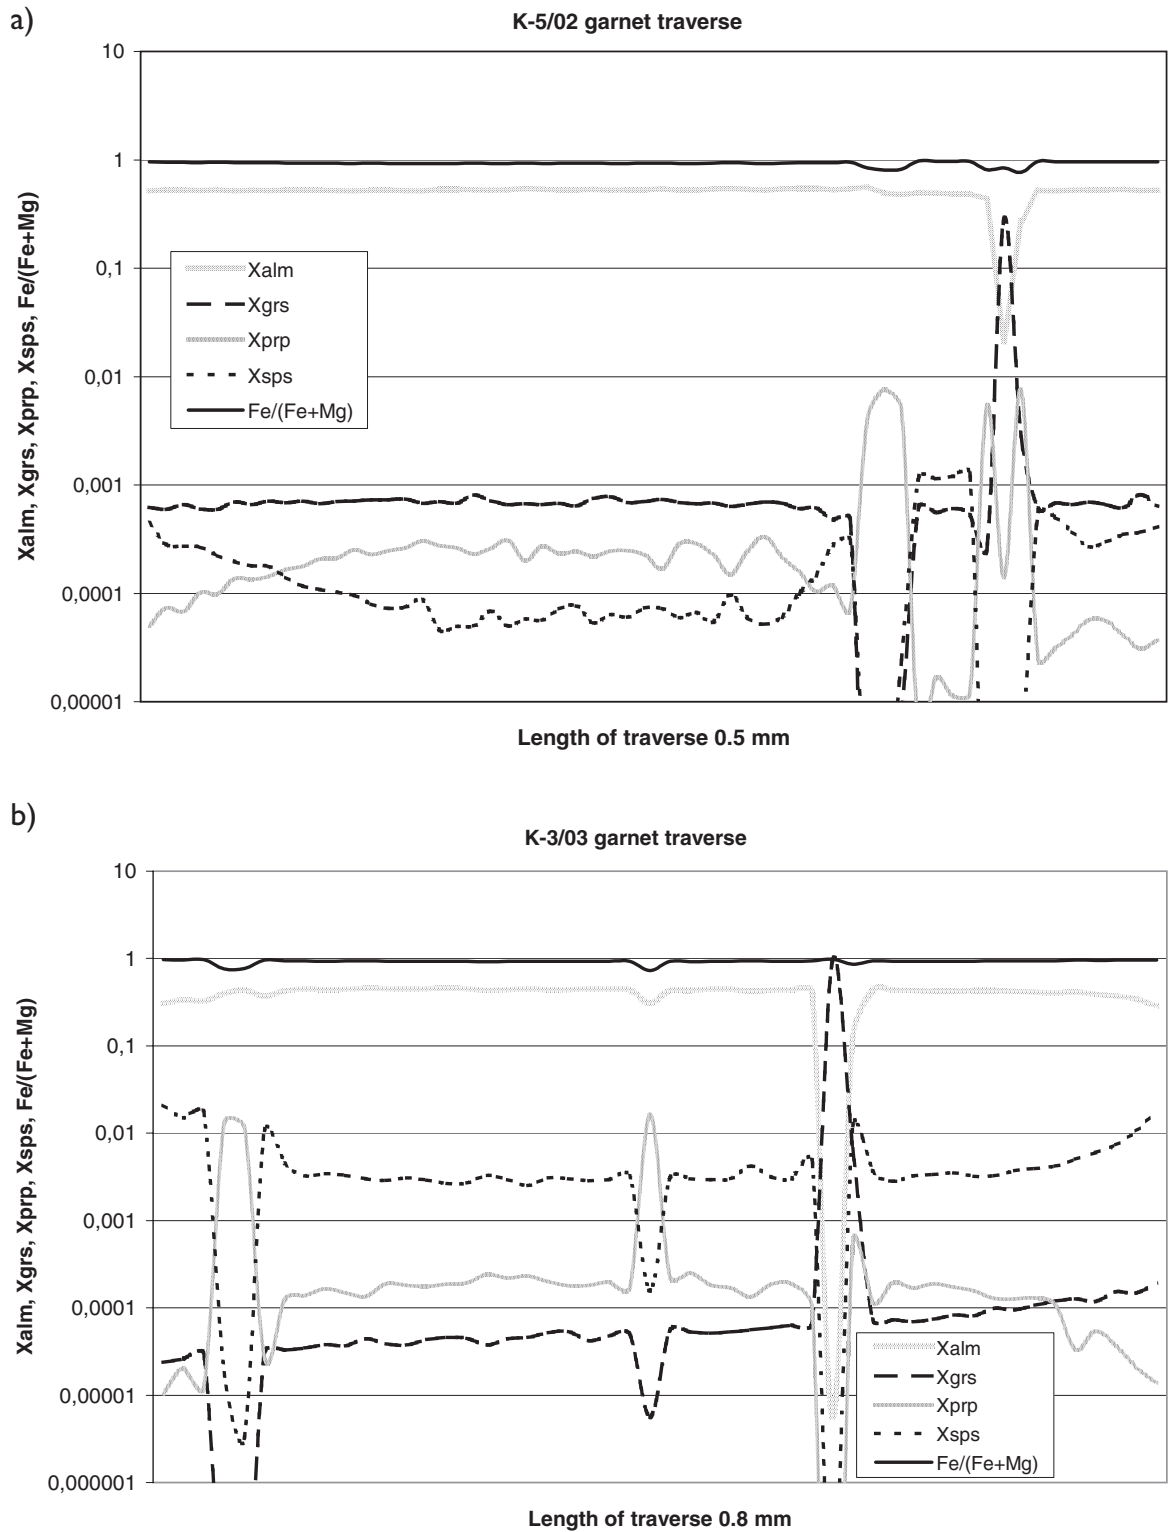 a)
K-5/02 garnet traverse
10
1
0,1
0,01
0,001
0,0001
0,00001
Xalm, Xgrs, Xprp, Xsps, Fe/(Fe+Mg)
Xalm
Xgrs
Xprp
Xsps
Fe/(Fe+Mg)
Length of traverse 0.5 mm
b)
K-3/03 garnet traverse
10
1
0,1
0,01
0,001
0,0001
0,00001
0,000001
Xalm, Xgrs, Xprp, Xsps, Fe/(Fe+Mg)
Xalm
Xgrs
Xprp
Xsps
Fe/(Fe+Mg)
Length of traverse 0.8 mm